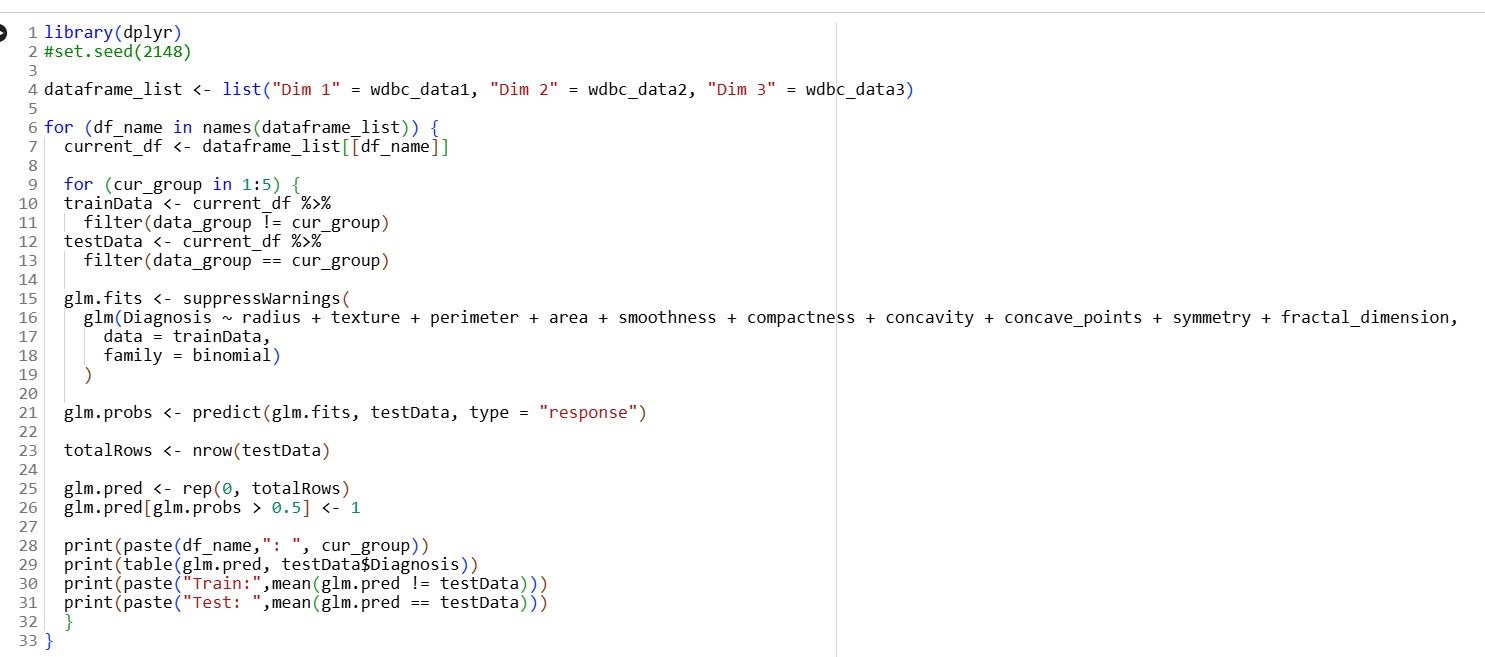 1 library(dplyr)
2 #set.seed(2148)
3
4 dataframe_list <- list("Dim 1" = wdbc_data1, "Dim 2" = wdbc_data2, "Dim 3" = wdbc_data3)
5
6 for (df_name in names(dataframe_list)) {
7   current_df <- dataframe_list[[df_name]]
8
9   for (cur_group in 1:5) {
10   trainData <- current_df %>%
11     filter(data_group != cur_group)
12   testData <- current_df %>%
13     filter(data_group == cur_group)
14
15   glm.fits <- suppressWarnings(
16     glm(Diagnosis ~ radius + texture + perimeter + area + smoothness + compactness + concavity + concave_points + symmetry + fractal_dimension,
17       data = trainData,
18       family = binomial)
19     )
20
21   glm.probs <- predict(glm.fits, testData, type = "response")
22
23   totalRows <- nrow(testData)
24
25   glm.pred <- rep(0, totalRows)
26   glm.pred[glm.probs > 0.5] <- 1
27
28   print(paste(df_name,": ", cur_group))
29   print(table(glm.pred, testData$Diagnosis))
30   print(paste("Train:",mean(glm.pred != testData)))
31   print(paste("Test: ",mean(glm.pred == testData)))
32   }
33 }